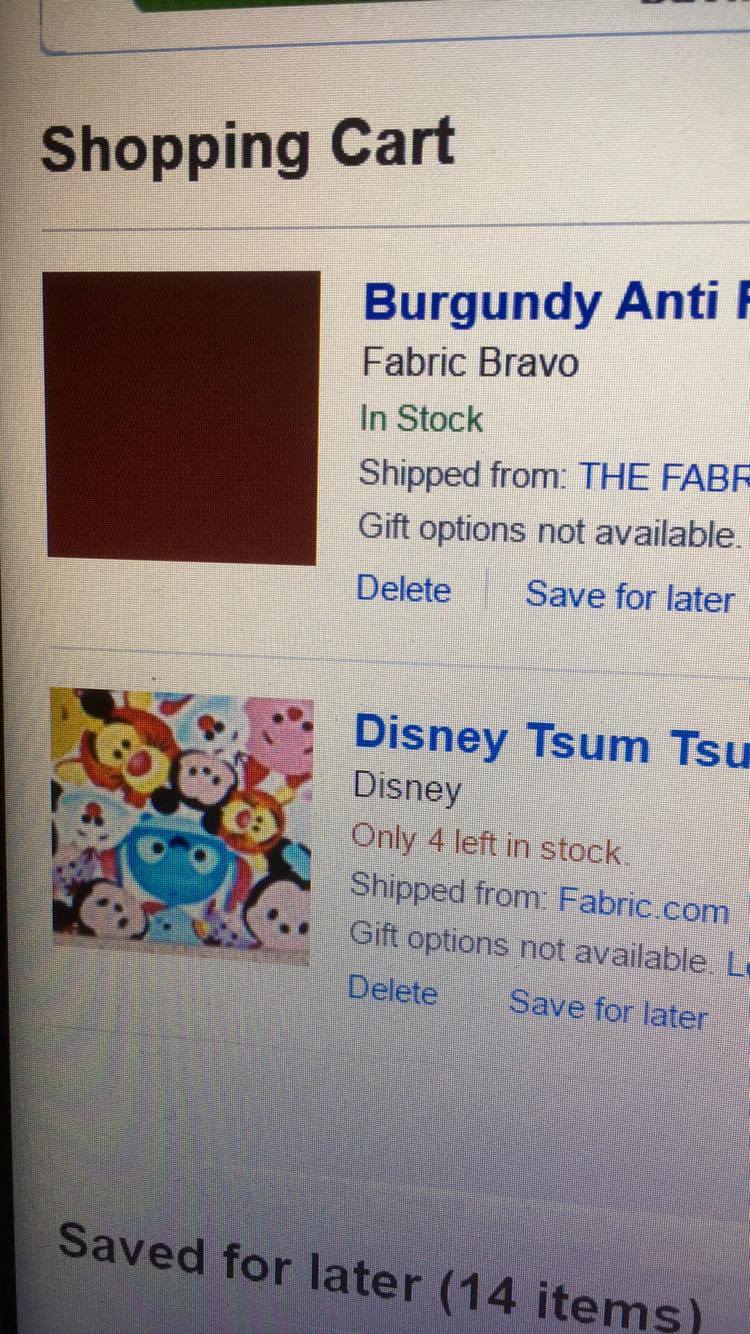 Shopping Cart
Burgundy Anti
Fabric Bravo
In Stock
Shipped from: THE FABR
Gift options not available.
Delete
Save for later
Disney Tsum Tsu
Disney
Only 4 left in stock.
Shipped from: Fabric.com
Gift options not available.
Delete
Save for later
Saved for later (14 items)